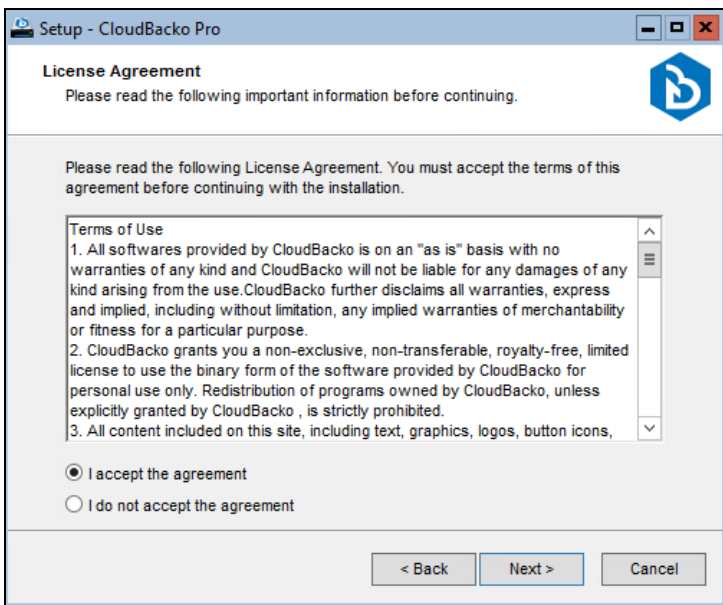 Setup - CloudBacko Pro
License Agreement
Please read the following important information before continuing.
Please read the following License Agreement. You must accept the terms of this
agreement before continuing with the installation.
Terms of Use
1. All softwares provided by CloudBacko is on an "as is" basis with no
warranties of any kind and CloudBacko will not be liable for any damages of any
kind arising from the use.CloudBacko further disclaims all warranties, express
and implied, including without limitation, any implied warranties of merchantability
or fitness for a particular purpose.
2. CloudBacko grants you a non-exclusive, non-transferable, royalty-free, limited
license to use the binary form of the software provided by CloudBacko for
personal use only. Redistribution of programs owned by CloudBacko, unless
explicitly granted by CloudBacko , is strictly prohibited.
3. All content included on this site, including text, graphics, logos, button icons,
I accept the agreement
I do not accept the agreement
< Back
Next >
Cancel